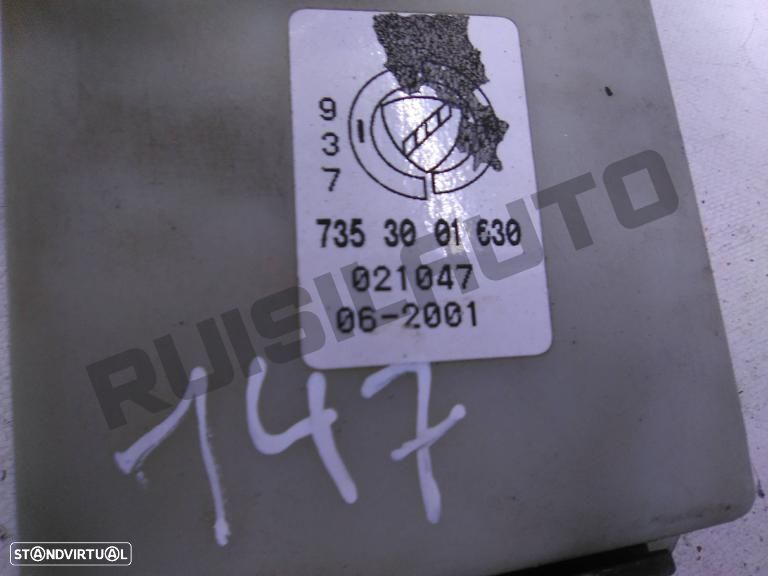 9
3
7
735 30 01 630
021047
06-2001
RUISILAUTO
147
STANDVIRTUAL